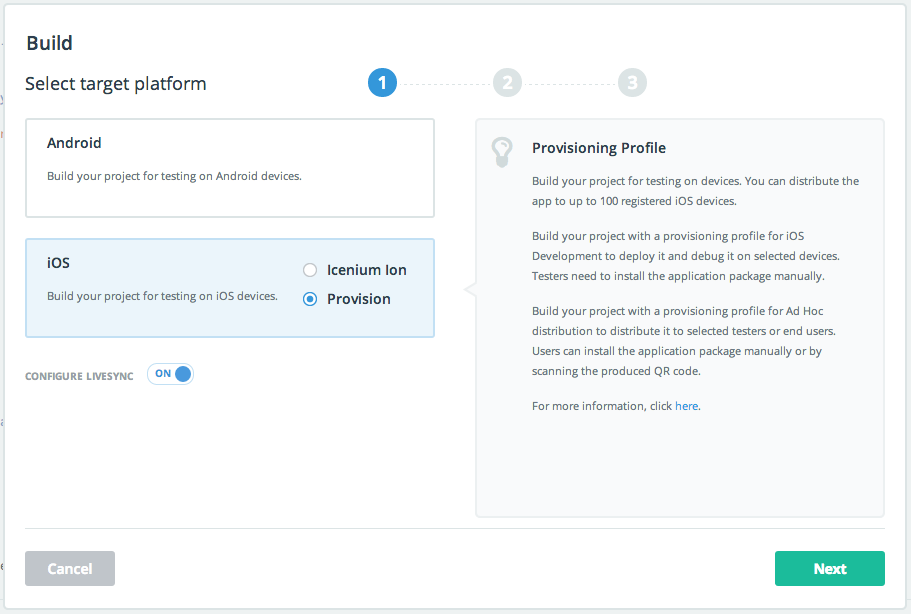 Build
Select target platform
1
2
3
Android
Build your project for testing on Android devices.
iOS
Build your project for testing on iOS devices.
Icenium Ion
Provision
CONFIGURE LIVESYNC
ON
Provisioning Profile
Build your project for testing on devices. You can distribute the
app to up to 100 registered iOS devices.
Build your project with a provisioning profile for iOS
Development to deploy it and debug it on selected devices.
Testers need to install the application package manually.
Build your project with a provisioning profile for Ad Hoc
distribution to distribute it to selected testers or end users.
Users can install the application package manually or by
scanning the produced QR code.
For more information, click here.
Cancel
Next